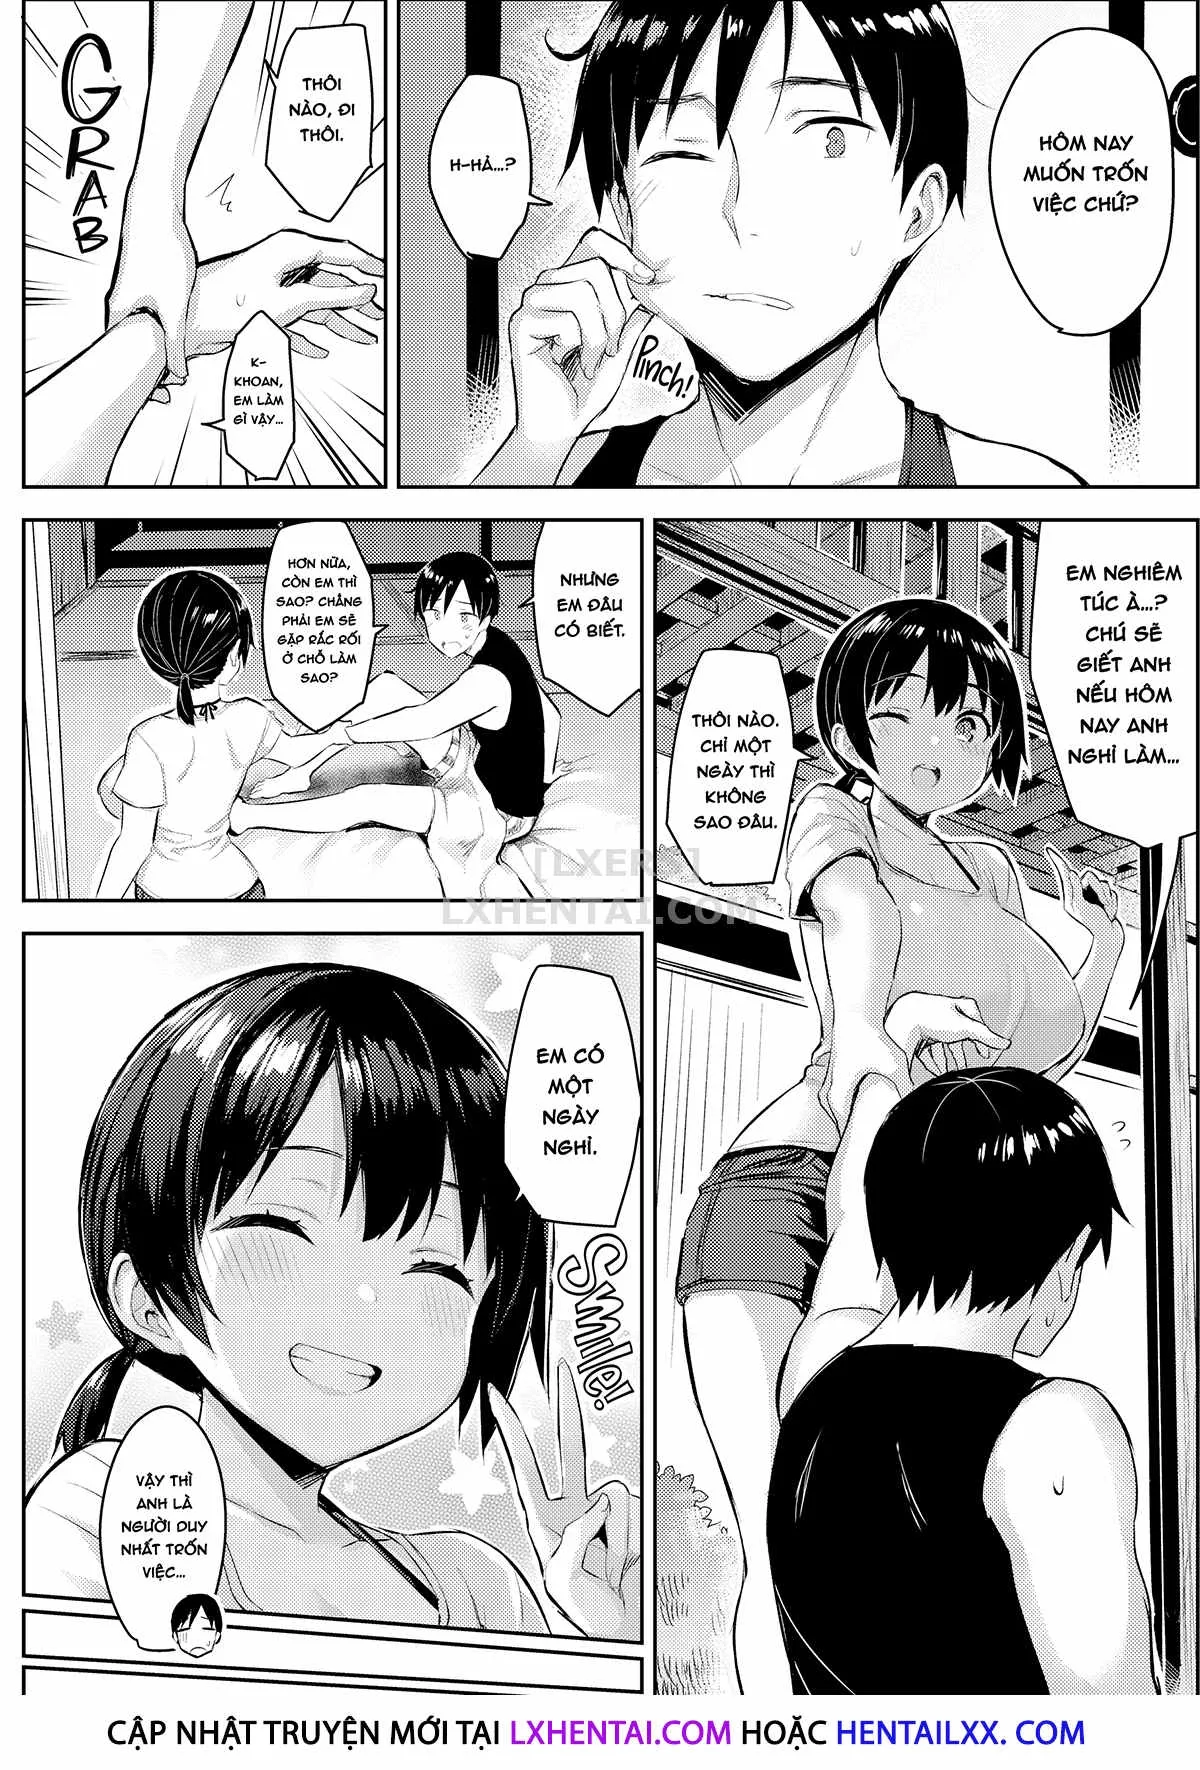 HÔM NAY
MUỐN TRỐN
VIỆC CHỨ?
H-HẢ...?
Pinch!
THÔI
NÀO, ĐI
THÔI.
GRAB
K-
KHOAN,
EM LÀM
GÌ VẬY...
EM NGHIÊM
TÚC À...?
CHÚ SẼ
GIẾT ANH
NẾU HÔM
NAY ANH
NGHỈ LÀM...
THÔI NÀO.
CHỈ MỘT
NGÀY THÌ
KHÔNG
SAO ĐÂU.
NHƯNG
EM ĐÂU
CÓ BIẾT.
HƠN NỮA,
CÒN EM THÌ
SAO? CHẲNG
PHẢI EM SẼ
GẶP RẮC RỐI
Ở CHỖ LÀM
SAO?
LXHENTAI.COM
EM CÓ
MỘT
NGÀY
NGHỈ.
Smile!
VẬY THÌ
ANH LÀ
NGƯỜI DUY
NHẤT TRỐN
VIỆC...
CẬP NHẬT TRUYỆN MỚI TẠI LXHENTAI.COM HOẶC HENTAILXX. COM